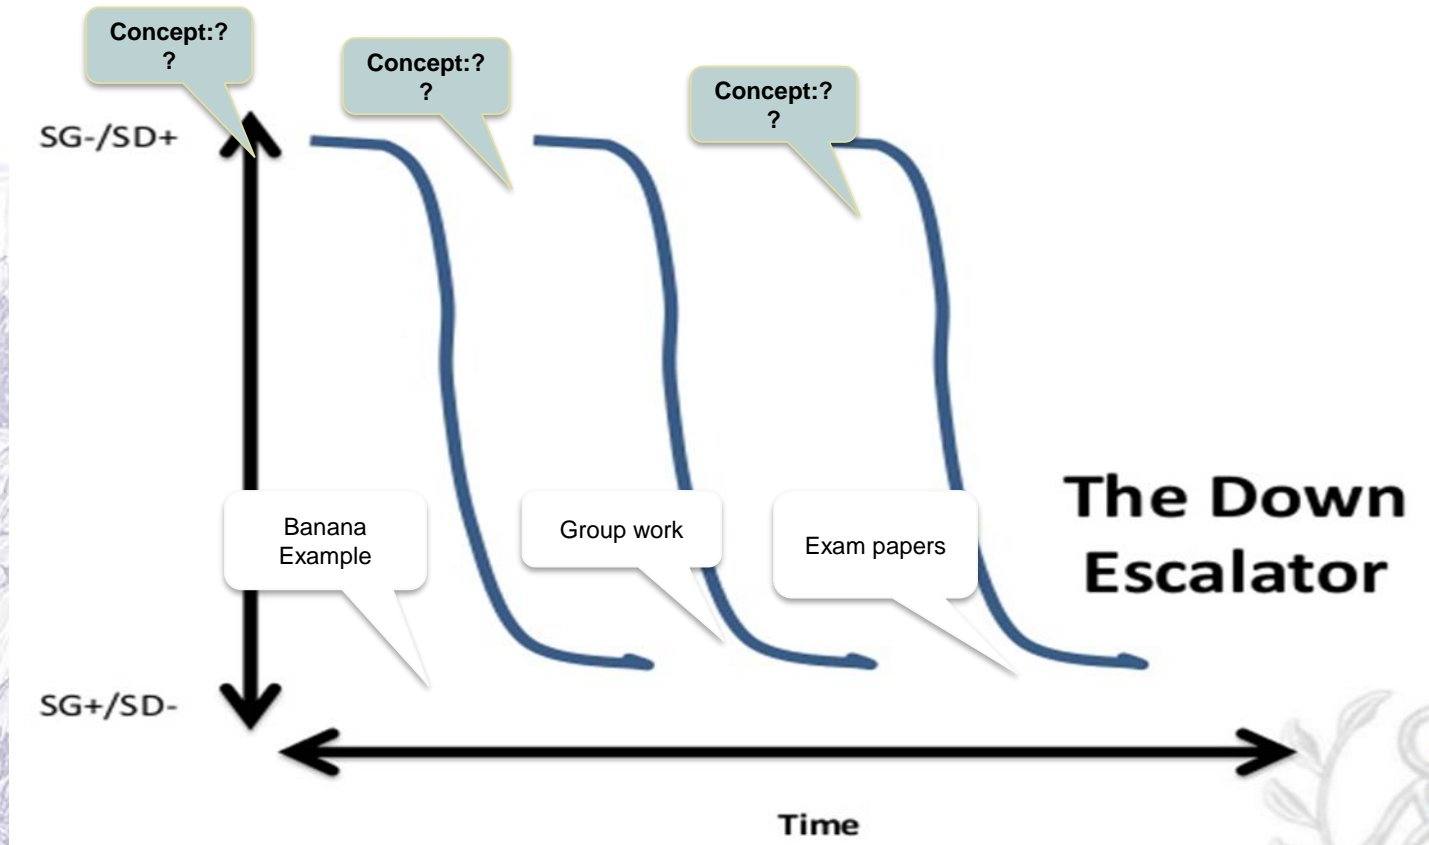 Concept:?
?
Concept:?
?
Concept:?
?
SG-/SD+
Banana
Example
Group work
Exam papers
The Down
Escalator
SG+/SD-
Time